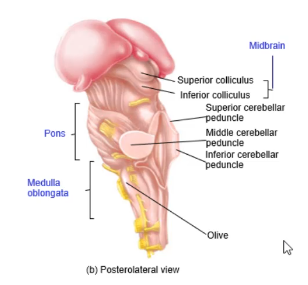 Midbrain
Superior colliculus
Inferior colliculus
Superior cerebellar
peduncle
Pons
Middle cerebellar
peduncle
Inferior cerebellar
peduncle
Medulla
oblongata
Olive
(b) Posterolateral view